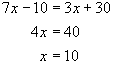 7x − 10 = 3x + 30
4x = 40
x = 10